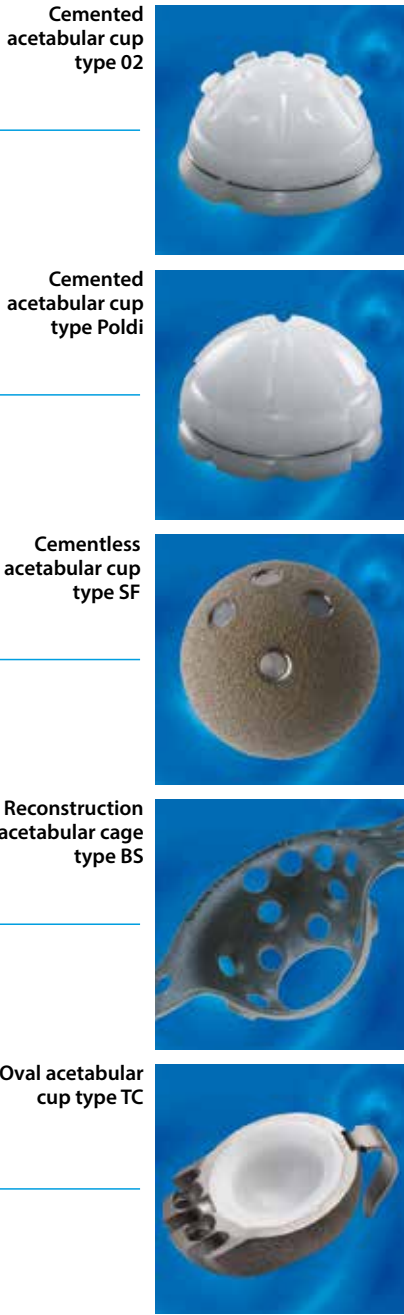 Cemented
acetabular cup
type 02
Cemented
acetabular cup
type Poldi
Cementless
acetabular cup
type SF
Reconstruction
acetabular cage
type BS
Oval acetabular
cup type TC